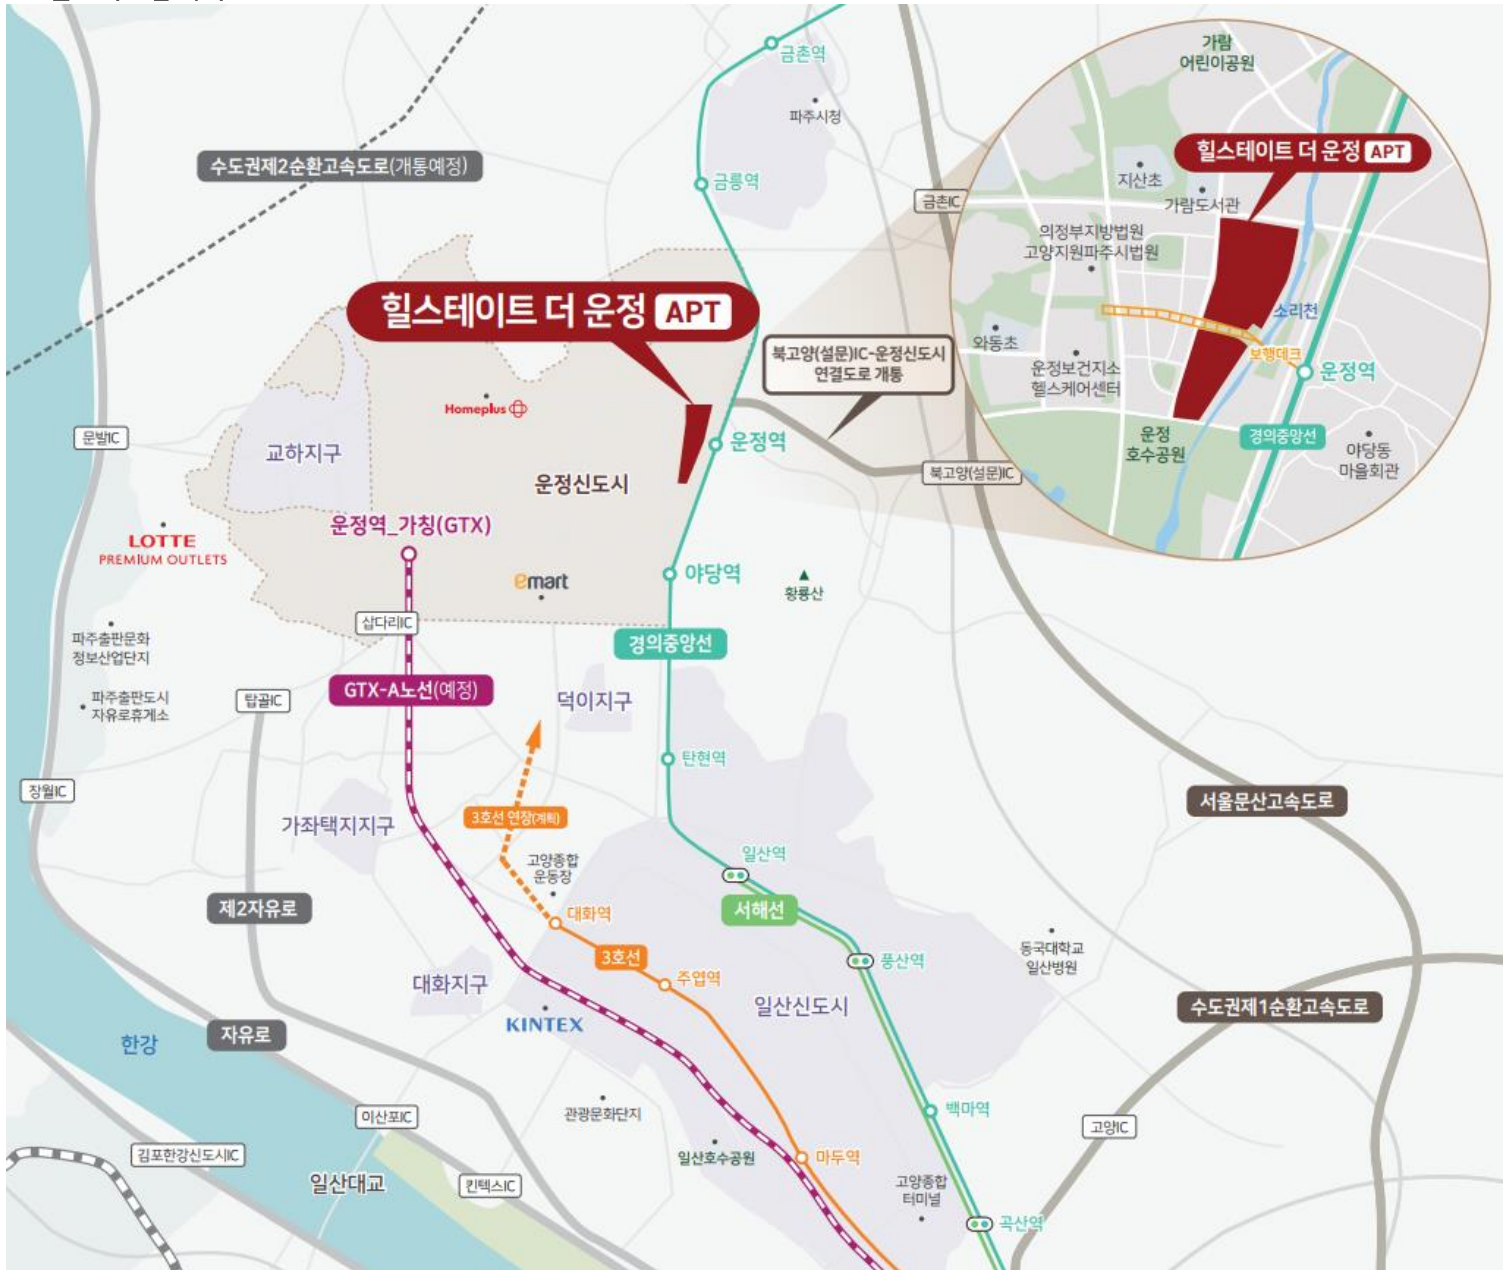 금촌역
파주시청
수도권제2순환고속도로(개통예정)
금릉역
금촌IC
가람
어린이공원
힐스테이트 더 운정 APT
지산초
가람도서관
의정부지방법원
고양지원파주시법원
소리천
와동초
보행데크
운정보건지소
헬스케어센터
운정역
운정
호수공원
경의중앙선
야당동
마을회관
힐스테이트 더 운정 APT
북고양(설문)IC-운정신도시
연결도로 개통
Homeplus
문발IC
교하지구
운정역
운정신도시
북고양(설문)IC
운정역_가칭(GTX)
LOTTE
PREMIUM OUTLETS
emart
야당역
황룡산
삽다리IC
파주출판문화
정보산업단지
경의중앙선
GTX-A노선(예정)
탑골IC
파주출판도시
자유로휴게소
덕이지구
탄현역
장월IC
서울문산고속도로
가좌택지지구
3호선 연장(계획)
고양종합
운동장
일산역
제2자유로
대화역
서해선
3호선
동국대학교
일산병원
풍산역
대화지구
주엽역
일산신도시
수도권제1순환고속도로
KINTEX
자유로
한강
관광문화단지
백마역
이산포IC
고양IC
김포한강신도시IC
일산호수공원
마두역
일산대교
킨텍스IC
고양종합
터미널
곡산역